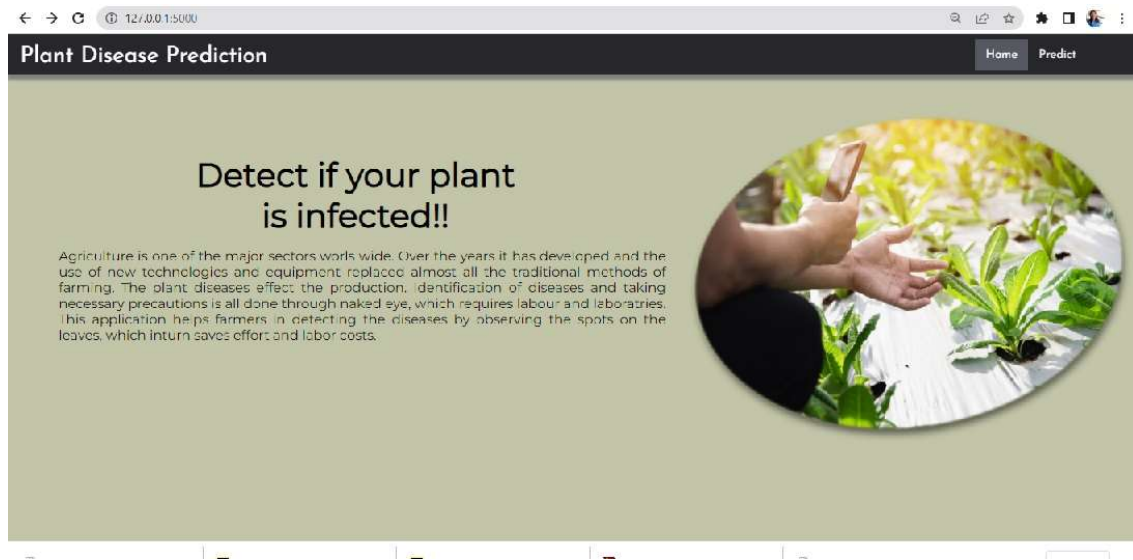 127.0.0.1:5000
Plant Disease Prediction
Home Predict
Detect if your plant
is infected!!
Agriculture is one of the major sectors worls wide. Over the years it has developed and the
use of new technologies and equipment replaced almost all the traditional methods of
farming. The plant diseases effect the production. Identification of diseases and taking
necessary precautions is all done through naked eye, which requires labour and laboratries.
This application helps farmers in detecting the diseases by observing the spots on the
leaves, which inturn saves effort and labor costs.